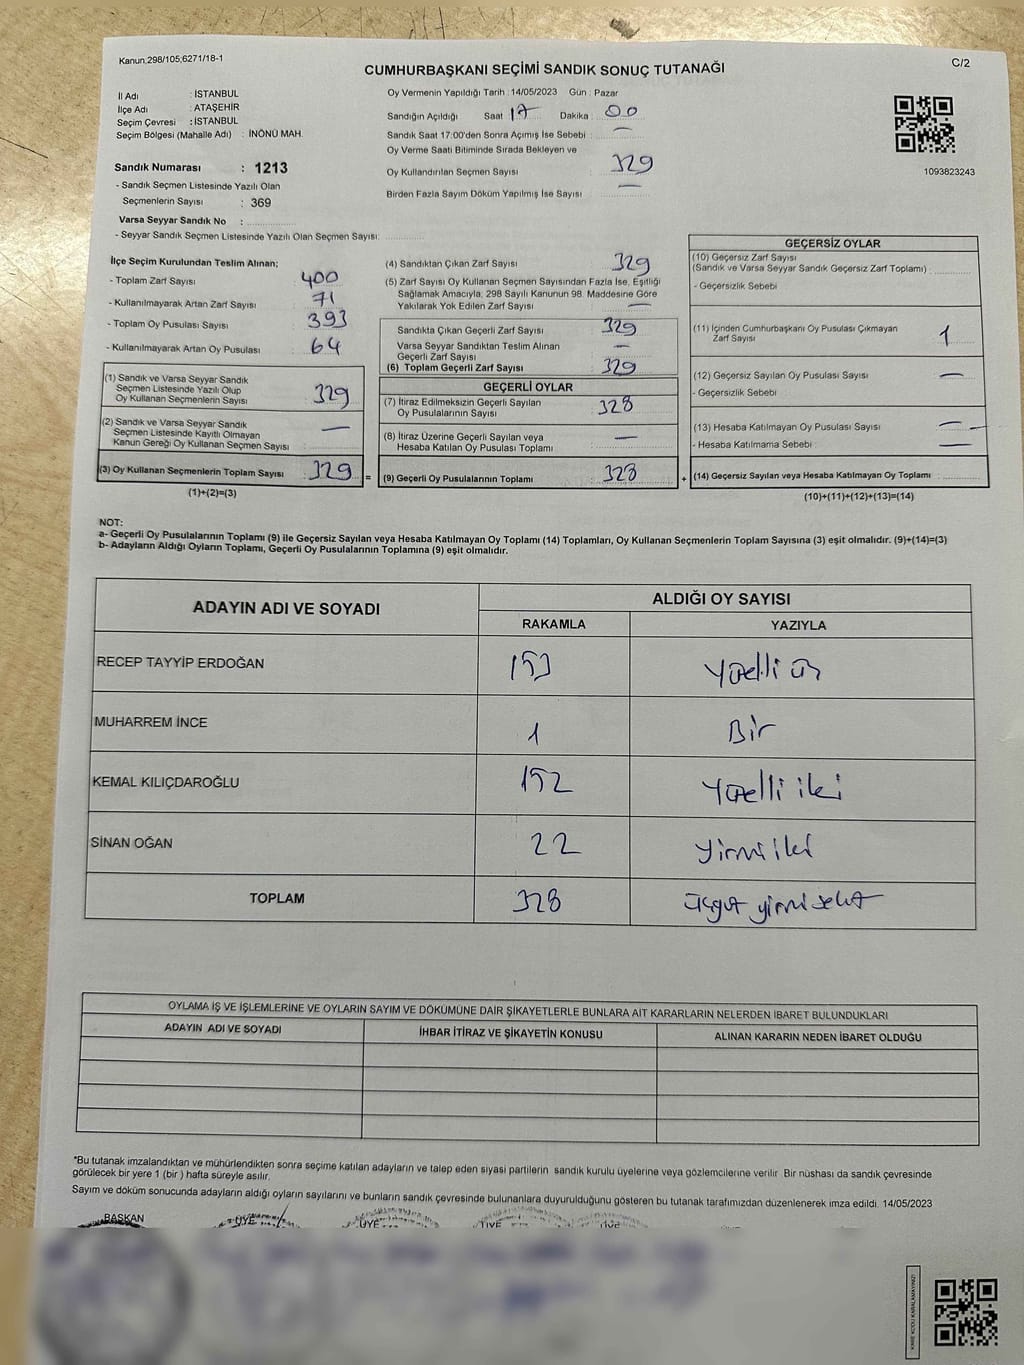 Kanun,298/105,6271/18-1
C/2
CUMHURBAŞKANI SEÇİMİ SANDIK SONUÇ TUTANAĞI
İl Adı : İSTANBUL
İlçe Adı : ATAŞEHİR
Seçim Çevresi : İSTANBUL
Seçim Bölgesi (Mahalle Adı) : İNÖNÜ MAH.
Sandık Numarası : 1213
- Sandık Seçmen Listesinde Yazılı Olan
Seçmenlerin Sayısı : 369
Varsa Seyyar Sandık No :
- Seyyar Sandık Seçmen Listesinde Yazılı Olan Seçmen Sayısı:
Oy Vermenin Yapıldığı Tarih : 14/05/2023 Gün : Pazar
Sandığın Açıldığı Saat 17 Dakika 00
Sandık Saat 17:00'den Sonra Açımış İse Sebebi : —
Oy Verme Saati Bitiminde Sırada Bekleyen ve
Oy Kullandırılan Seçmen Sayısı : 329
Birden Fazla Sayım Döküm Yapılmış İse Sayısı : —
1093823243
İlçe Seçim Kurulundan Teslim Alınan;
- Toplam Zarf Sayısı : 400
- Kullanılmayarak Artan Zarf Sayısı : 71
- Toplam Oy Pusulası Sayısı : 393
- Kullanılmayarak Artan Oy Pusulası : 64
(1) Sandık ve Varsa Seyyar Sandık
Seçmen Listesinde Yazılı Olup
Oy Kullanan Seçmenlerin Sayısı : 329
(2) Sandık ve Varsa Seyyar Sandık
Seçmen Listesinde Kayıtlı Olmayan
Kanun Gereği Oy Kullanan Seçmen Sayısı : —
(3) Oy Kullanan Seçmenlerin Toplam Sayısı : 329
(1)+(2)=(3)
(4) Sandıktan Çıkan Zarf Sayısı : 329
(5) Zarf Sayısı Oy Kullanan Seçmen Sayısından Fazla İse, Eşitliği
Sağlamak Amacıyla, 298 Sayılı Kanunun 98. Maddesine Göre
Yakılarak Yok Edilen Zarf Sayısı : —
Sandıkta Çıkan Geçerli Zarf Sayısı : 329
Varsa Seyyar Sandıktan Teslim Alınan
Geçerli Zarf Sayısı : —
(6) Toplam Geçerli Zarf Sayısı : 329
GEÇERLİ OYLAR
(7) İtiraz Edilmeksizin Geçerli Sayılan
Oy Pusulalarının Sayısı : 328
(8) İtiraz Üzerine Geçerli Sayılan veya
Hesaba Katılan Oy Pusulası Toplamı : —
= (9) Geçerli Oy Pusulalarının Toplamı : 328
GEÇERSİZ OYLAR
(10) Geçersiz Zarf Sayısı
(Sandık ve Varsa Seyyar Sandık Geçersiz Zarf Toplamı) :
- Geçersizlik Sebebi
(11) İçinden Cumhurbaşkanı Oy Pusulası Çıkmayan
Zarf Sayısı : 1
(12) Geçersiz Sayılan Oy Pusulası Sayısı : —
- Geçersizlik Sebebi
(13) Hesaba Katılmayan Oy Pusulası Sayısı : —
- Hesaba Katılmama Sebebi : —
+ (14) Geçersiz Sayılan veya Hesaba Katılmayan Oy Toplamı :
(10)+(11)+(12)+(13)=(14)
NOT:
a- Geçerli Oy Pusulalarının Toplamı (9) ile Geçersiz Sayılan veya Hesaba Katılmayan Oy Toplamı (14) Toplamları, Oy Kullanan Seçmenlerin Toplam Sayısına (3) eşit olmalıdır. (9)+(14)=(3)
b- Adayların Aldığı Oyların Toplamı, Geçerli Oy Pusulalarının Toplamına (9) eşit olmalıdır.
ADAYIN ADI VE SOYADI ALDIĞI OY SAYISI
RAKAMLA YAZIYLA
RECEP TAYYİP ERDOĞAN 153 Yüzelli üç
MUHARREM İNCE 1 Bir
KEMAL KILIÇDAROĞLU 152 Yüzelli iki
SİNAN OĞAN 22 Yirmi iki
TOPLAM 328 üçyüz yirmi sekiz
OYLAMA İŞ VE İŞLEMLERİNE VE OYLARIN SAYIM VE DÖKÜMÜNE DAİR ŞİKAYETLERLE BUNLARA AİT KARARLARIN NELERDEN İBARET BULUNDUKLARI
ADAYIN ADI VE SOYADI İHBAR İTİRAZ VE ŞİKAYETİN KONUSU ALINAN KARARIN NEDEN İBARET OLDUĞU
*Bu tutanak imzalandıktan ve mühürlendikten sonra seçime katılan adayların ve talep eden siyasi partilerin sandık kurulu üyelerine veya gözlemcilerine verilir. Bir nüshası da sandık çevresinde
görülecek bir yere 1 (bir ) hafta süreyle asılır.
Sayım ve döküm sonucunda adayların aldığı oyların sayılarını ve bunların sandık çevresinde bulunanlara duyurulduğunu gösteren bu tutanak tarafımızdan düzenlenerek imza edildi. 14/05/2023
BAŞKAN ÜYE ÜYE ÜYE ÜYE
KARE KODU KARALAMAYINIZ!